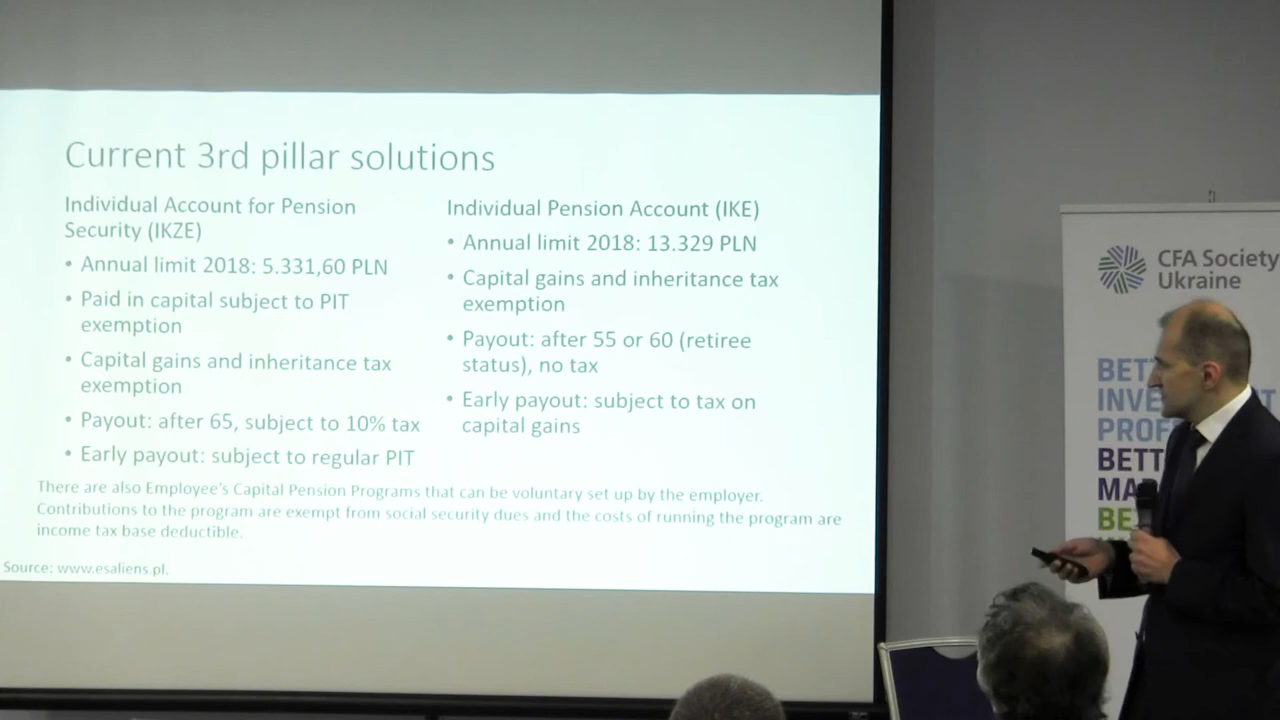 Current 3rd pillar solutions
Individual Account for Pension
Security (IKZE)
• Annual limit 2018: 5.331,60 PLN
• Paid in capital subject to PIT
exemption
• Capital gains and inheritance tax
exemption
• Payout: after 65, subject to 10% tax
• Early payout: subject to regular PIT
Individual Pension Account (IKE)
• Annual limit 2018: 13.329 PLN
• Capital gains and inheritance tax
exemption
• Payout: after 55 or 60 (retiree
status), no tax
• Early payout: subject to tax on
capital gains
There are also Employee's Capital Pension Programs that can be voluntary set up by the employer.
Contributions to the program are exempt from social security dues and the costs of running the program are
income tax base deductible.
Source: www.esaliens.pl.
CFA Society
Ukraine